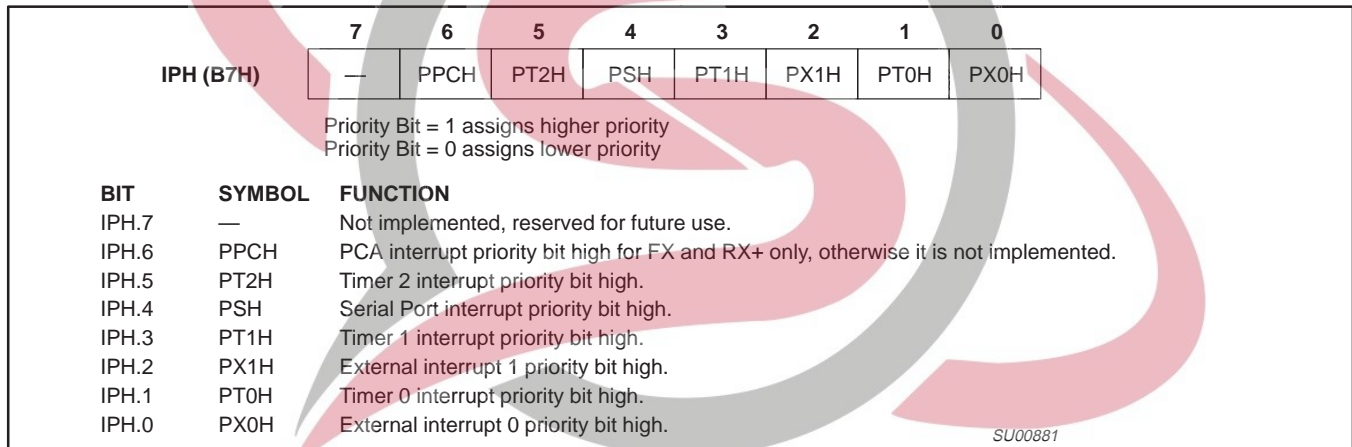 7 6 5 4 3 2 1 0
IPH (B7H) — PPCH PT2H PSH PT1H PX1H PT0H PX0H
Priority Bit = 1 assigns higher priority
Priority Bit = 0 assigns lower priority
BIT SYMBOL FUNCTION
IPH.7 — Not implemented, reserved for future use.
IPH.6 PPCH PCA interrupt priority bit high for FX and RX+ only, otherwise it is not implemented.
IPH.5 PT2H Timer 2 interrupt priority bit high.
IPH.4 PSH Serial Port interrupt priority bit high.
IPH.3 PT1H Timer 1 interrupt priority bit high.
IPH.2 PX1H External interrupt 1 priority bit high.
IPH.1 PT0H Timer 0 interrupt priority bit high.
IPH.0 PX0H External interrupt 0 priority bit high.
SU00881